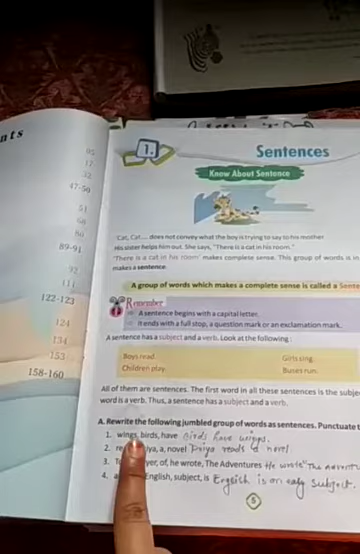 nts
95
17
32
47-50
51
68
80
89-91
92
111
122-123
124
134
153
158-160
1.
Sentences
Know About Sentence
'Cat, Cat... does not convey what the boy is trying to say to his mother
His sister helps him out. She says, "There is a cat in his room."
'There is a cat in his room' makes complete sense. This group of words is
makes a sentence
A group of words which makes a complete sense is called a
Remember
A sentence begins with a capital letter.
It ends with a full stop, a question mark or an exclamation mark.
A sentence has a subject and a verb. Look at the following:
Boys read. Girls sing.
Children play. Buses run.
All of them are sentences. The first word in all these sentences is the
word is a verb. Thus, a sentence has a subject and a verb.
A. Rewrite the following jumbled group of words as sentences. Punctuate
1. wings, birds, have Birds have wings.
2. a, novel Priya reads a novel
3. of, he wrote, The Adventures He wrote "The
4. English, subject, is English is an easy subject.
5